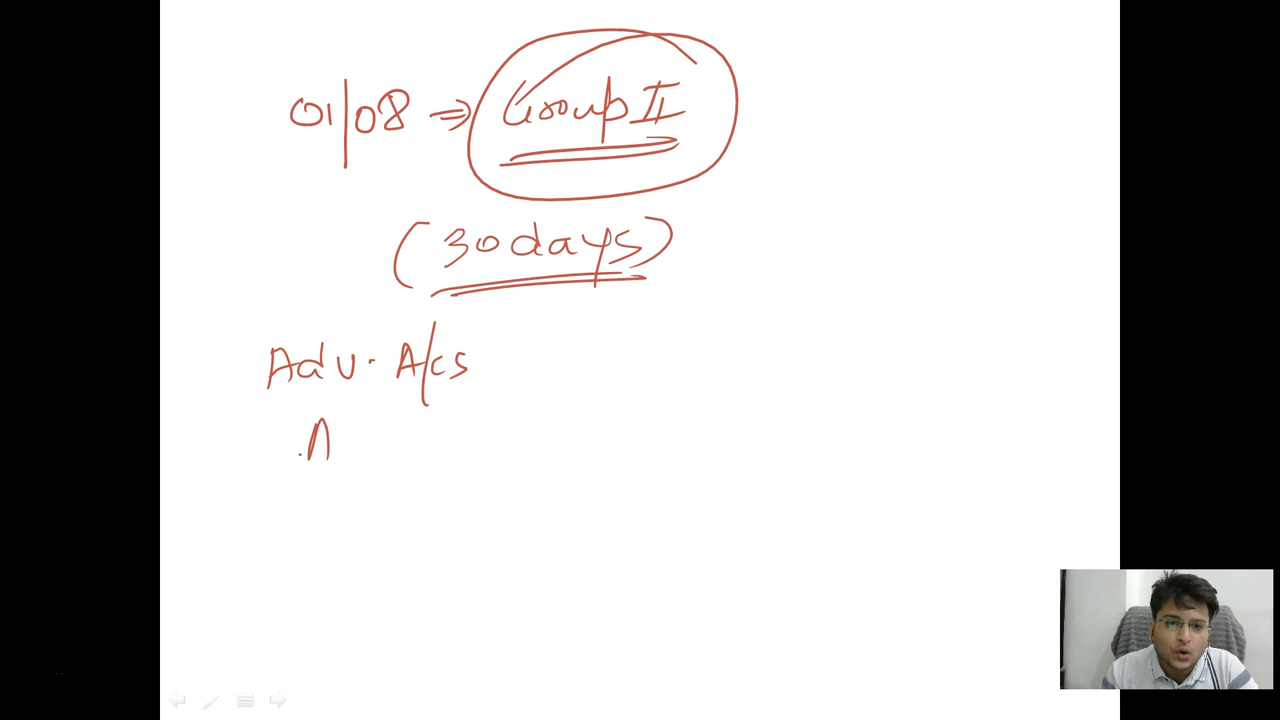 01/08 ⇒ Group II
(30 days)
Adv. A/cs
A